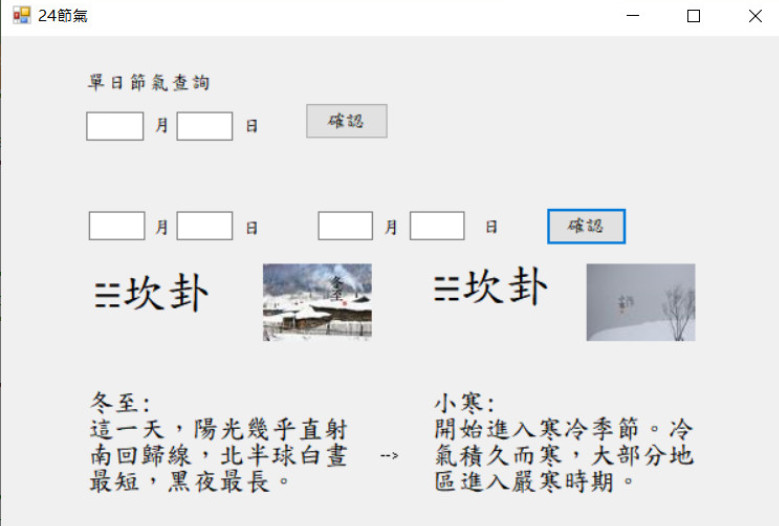 24節氣
單日節氣查詢
月 日 確認
月 日 月 日 確認
☵坎卦 冬至 ☵坎卦
冬至:
這一天，陽光幾乎直射
南回歸線，北半球白晝
最短，黑夜最長。
-->
小寒:
開始進入寒冷季節。冷
氣積久而寒，大部分地
區進入嚴寒時期。